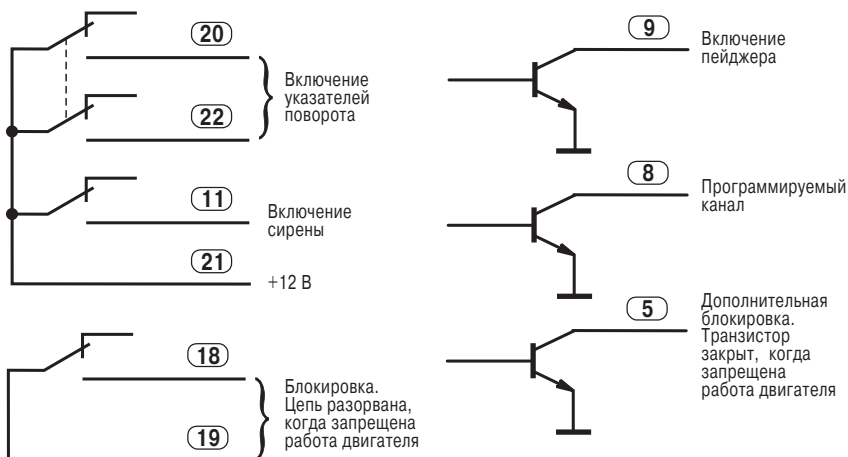 20
Включение
указателей
поворота
22
11
Включение
сирены
21
+12 В
18
Блокировка.
Цепь разорвана,
когда запрещена
работа двигателя
19
9
Включение
пейджера
8
Программируемый
канал
5
Дополнительная
блокировка.
Транзистор
закрыт, когда
запрещена
работа двигателя